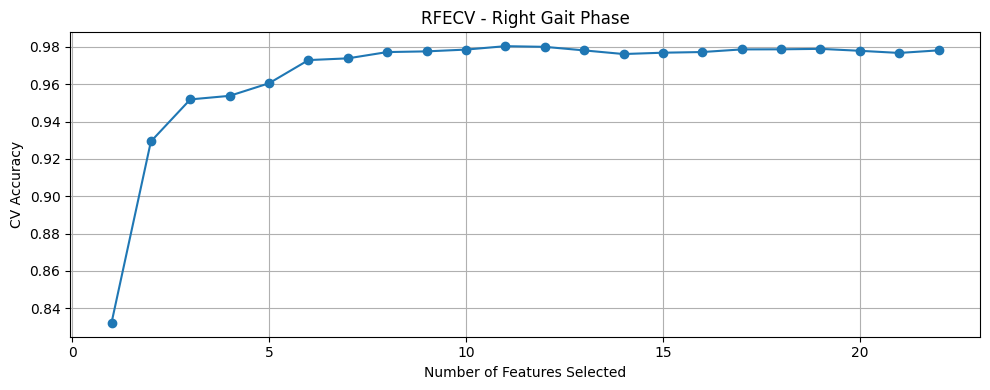 RFECV - Right Gait Phase
CV Accuracy
0.98
0.96
0.94
0.92
0.90
0.88
0.86
0.84
0 5 10 15 20
Number of Features Selected